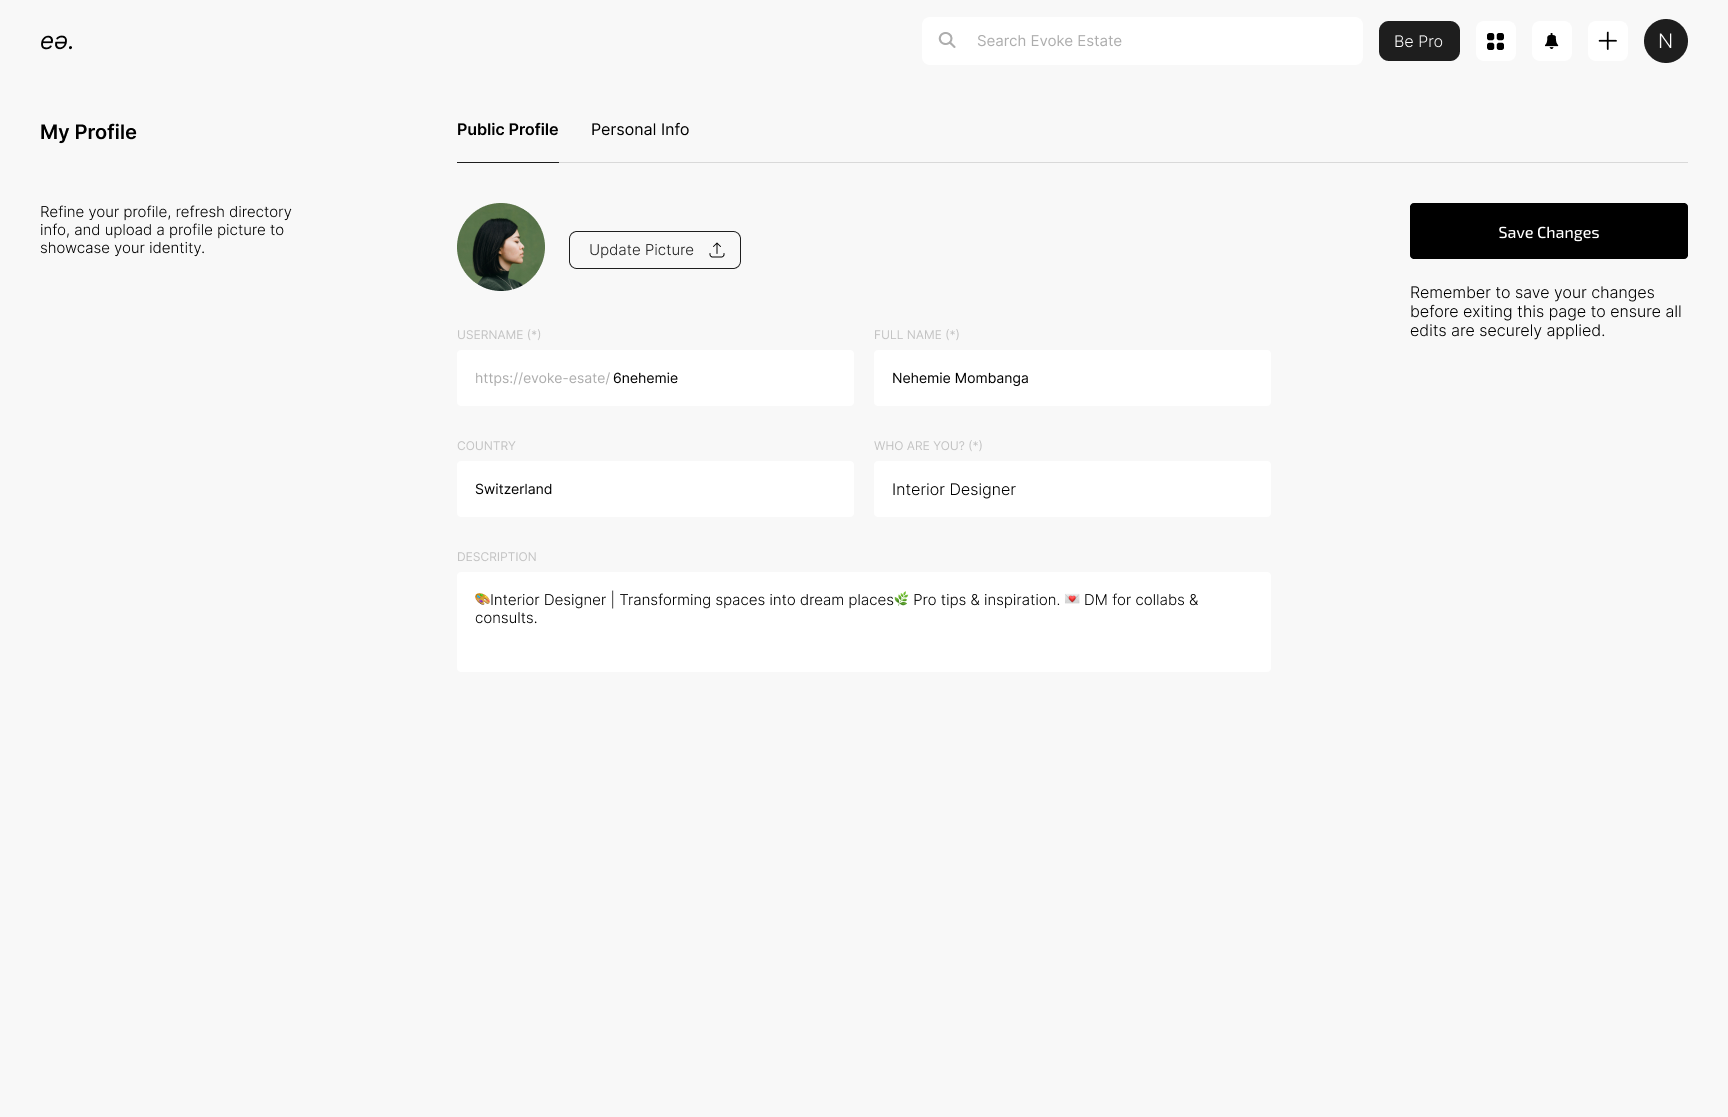 eə.
Search Evoke Estate
Be Pro
N
My Profile
Public Profile
Personal Info
Refine your profile, refresh directory
info, and upload a profile picture to
showcase your identity.
Update Picture
Save Changes
Remember to save your changes
before exiting this page to ensure all
edits are securely applied.
USERNAME (*)
https://evoke-esate/ 6nehemie
FULL NAME (*)
Nehemie Mombanga
COUNTRY
Switzerland
WHO ARE YOU? (*)
Interior Designer
DESCRIPTION
🎨Interior Designer | Transforming spaces into dream places🌿 Pro tips & inspiration. 💌 DM for collabs &
consults.